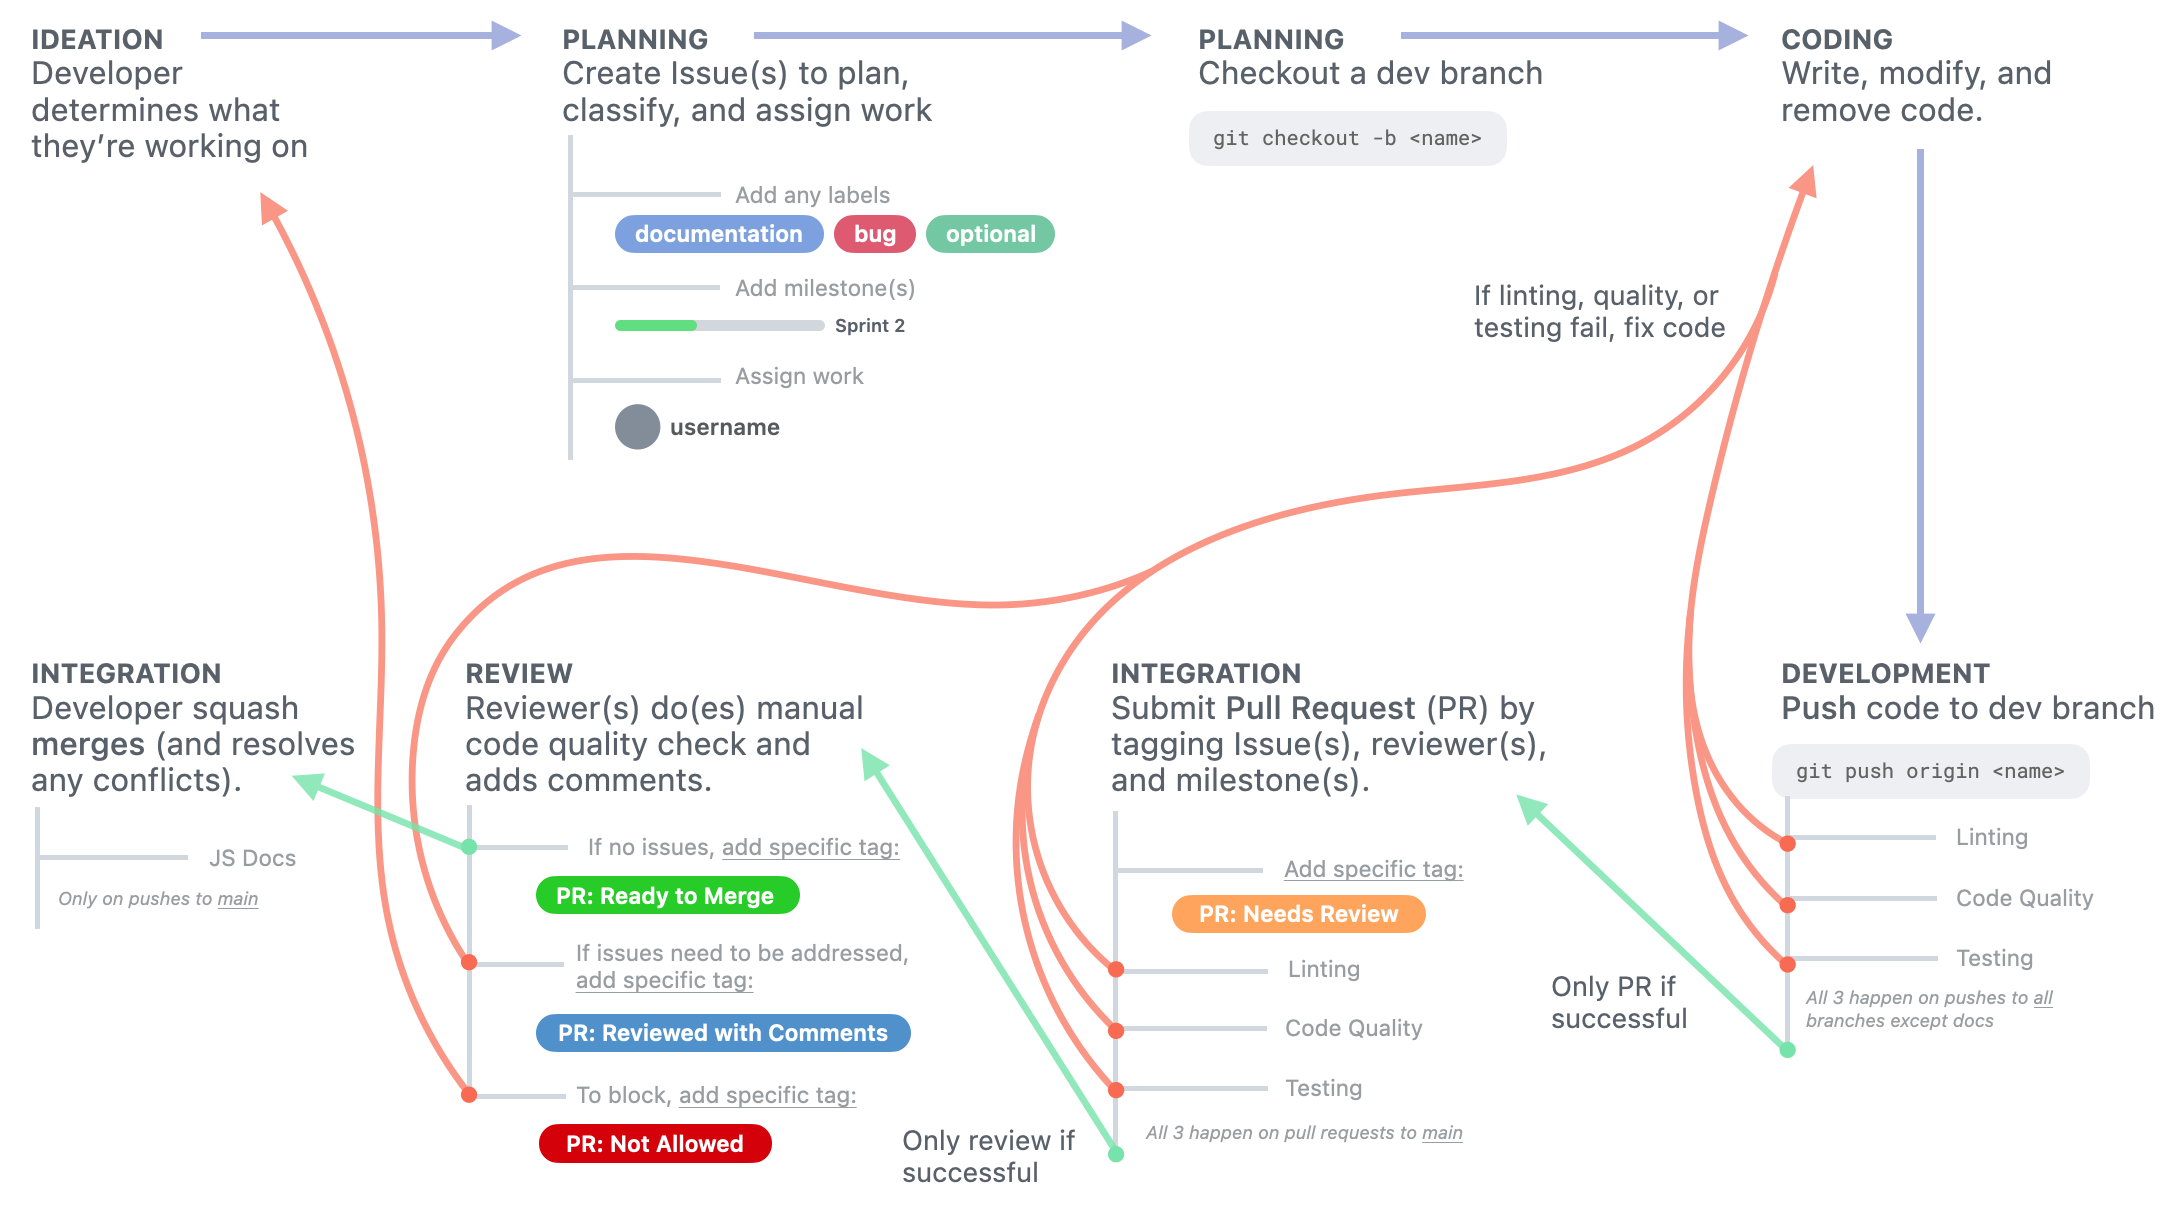 IDEATION
Developer
determines what
they're working on
PLANNING
Create Issue(s) to plan,
classify, and assign work
Add any labels
documentation
bug
optional
Add milestone(s)
Sprint 2
Assign work
username
PLANNING
Checkout a dev branch
git checkout -b <name>
CODING
Write, modify, and
remove code.
If linting, quality, or
testing fail, fix code
INTEGRATION
Developer squash
merges (and resolves
any conflicts).
JS Docs
Only on pushes to main
REVIEW
Reviewer(s) do(es) manual
code quality check and
adds comments.
If no issues, add specific tag:
PR: Ready to Merge
If issues need to be addressed,
add specific tag:
PR: Reviewed with Comments
To block, add specific tag:
PR: Not Allowed
Only review if
successful
INTEGRATION
Submit Pull Request (PR) by
tagging Issue(s), reviewer(s),
and milestone(s).
Add specific tag:
PR: Needs Review
Linting
Code Quality
Testing
All 3 happen on pull requests to main
Only PR if
successful
DEVELOPMENT
Push code to dev branch
git push origin <name>
Linting
Code Quality
Testing
All 3 happen on pushes to all
branches except docs